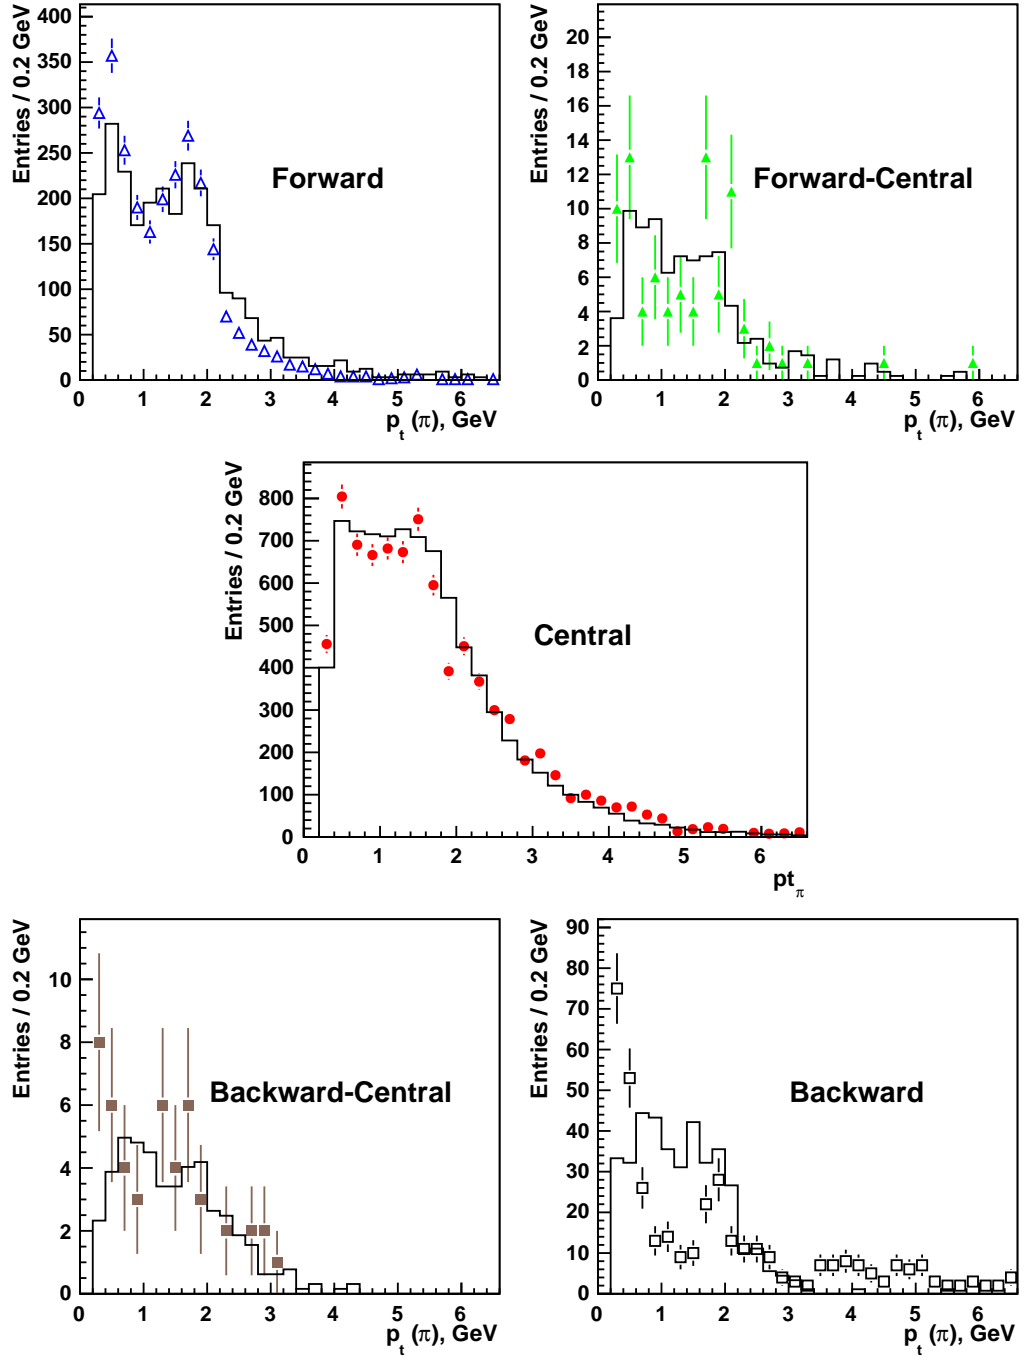 Entries / 0.2 GeV
400
350
300
250
200
150
100
50
0
Forward
0 1 2 3 4 5 6
p_t (π), GeV
Entries / 0.2 GeV
20
18
16
14
12
10
8
6
4
2
0
Forward-Central
0 1 2 3 4 5 6
p_t (π), GeV
Entries / 0.2 GeV
800
700
600
500
400
300
200
100
0
Central
0 1 2 3 4 5 6
pt_π
Entries / 0.2 GeV
10
8
6
4
2
0
Backward-Central
0 1 2 3 4 5 6
p_t (π), GeV
Entries / 0.2 GeV
90
80
70
60
50
40
30
20
10
0
Backward
0 1 2 3 4 5 6
p_t (π), GeV